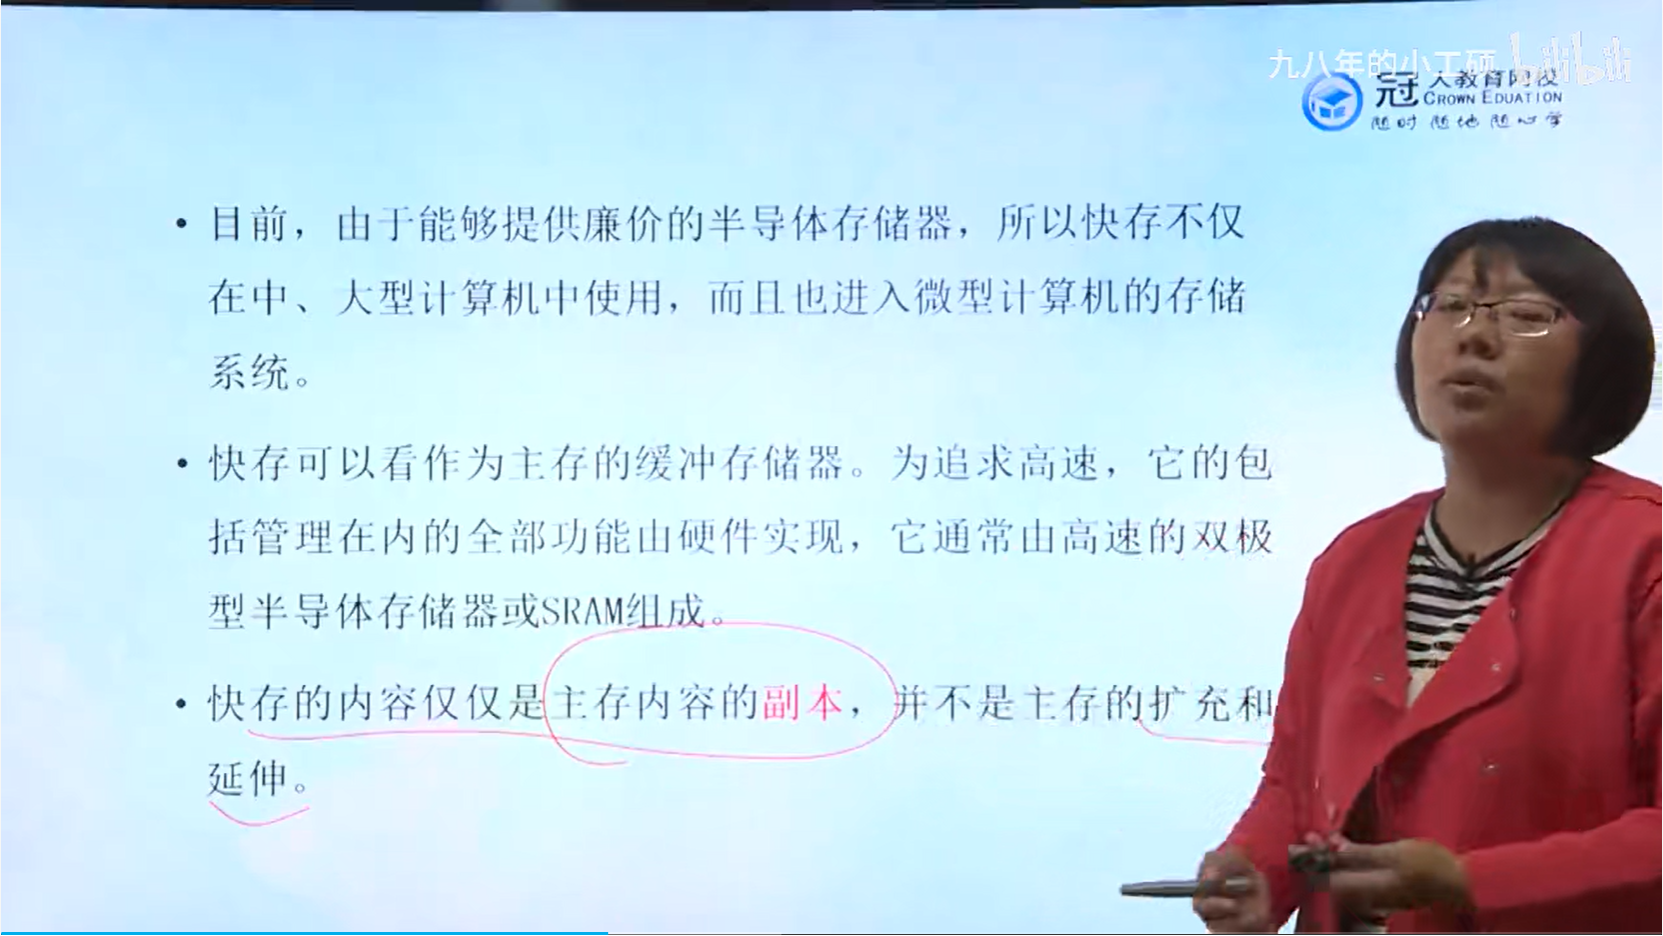 九八年的小工硕 bilibili
冠人教育网校
CROWN EDUATION
随时 随地 随心学
• 目前，由于能够提供廉价的半导体存储器，所以快存不仅
在中、大型计算机中使用，而且也进入微型计算机的存储
系统。
• 快存可以看作为主存的缓冲存储器。为追求高速，它的包
括管理在内的全部功能由硬件实现，它通常由高速的双极
型半导体存储器或SRAM组成。
• 快存的内容仅仅是主存内容的副本，并不是主存的扩充和
延伸。